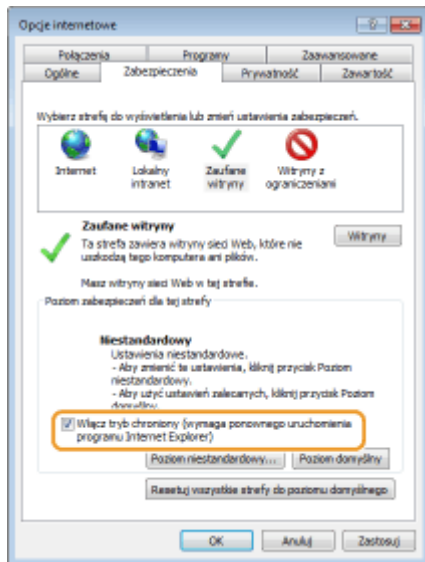 Opcje internetowe
Połączenia Programy Zaawansowane
Ogólne Zabezpieczenia Prywatność Zawartość
Wybierz strefę do wyświetlenia lub zmień ustawienia zabezpieczeń.
Internet Lokalny intranet Zaufane witryny Witryny z ograniczeniami
Zaufane witryny
Ta strefa zawiera witryny sieci Web, które nie
uszkodzą tego komputera ani plików.
Witryny
Masz witryny sieci Web w tej strefie.
Poziom zabezpieczeń dla tej strefy
Niestandardowy
Ustawienia niestandardowe.
- Aby zmienić te ustawienia, kliknij przycisk Poziom
niestandardowy.
- Aby użyć ustawień zalecanych, kliknij przycisk Poziom
domyślny.
Włącz tryb chroniony (wymaga ponownego uruchomienia
programu Internet Explorer)
Poziom niestandardowy... Poziom domyślny
Resetuj wszystkie strefy do poziomu domyślnego
OK Anuluj Zastosuj